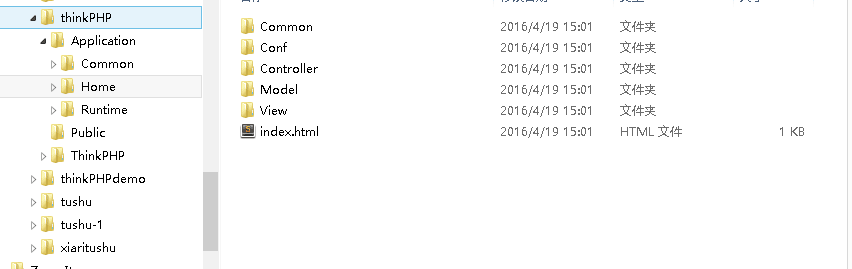 thinkPHP
Application
Common
Home
Runtime
Public
ThinkPHP
thinkPHPdemo
tushu
tushu-1
xiaritushu
Common 2016/4/19 15:01 文件夹
Conf 2016/4/19 15:01 文件夹
Controller 2016/4/19 15:01 文件夹
Model 2016/4/19 15:01 文件夹
View 2016/4/19 15:01 文件夹
index.html 2016/4/19 15:01 HTML 文件 1 KB